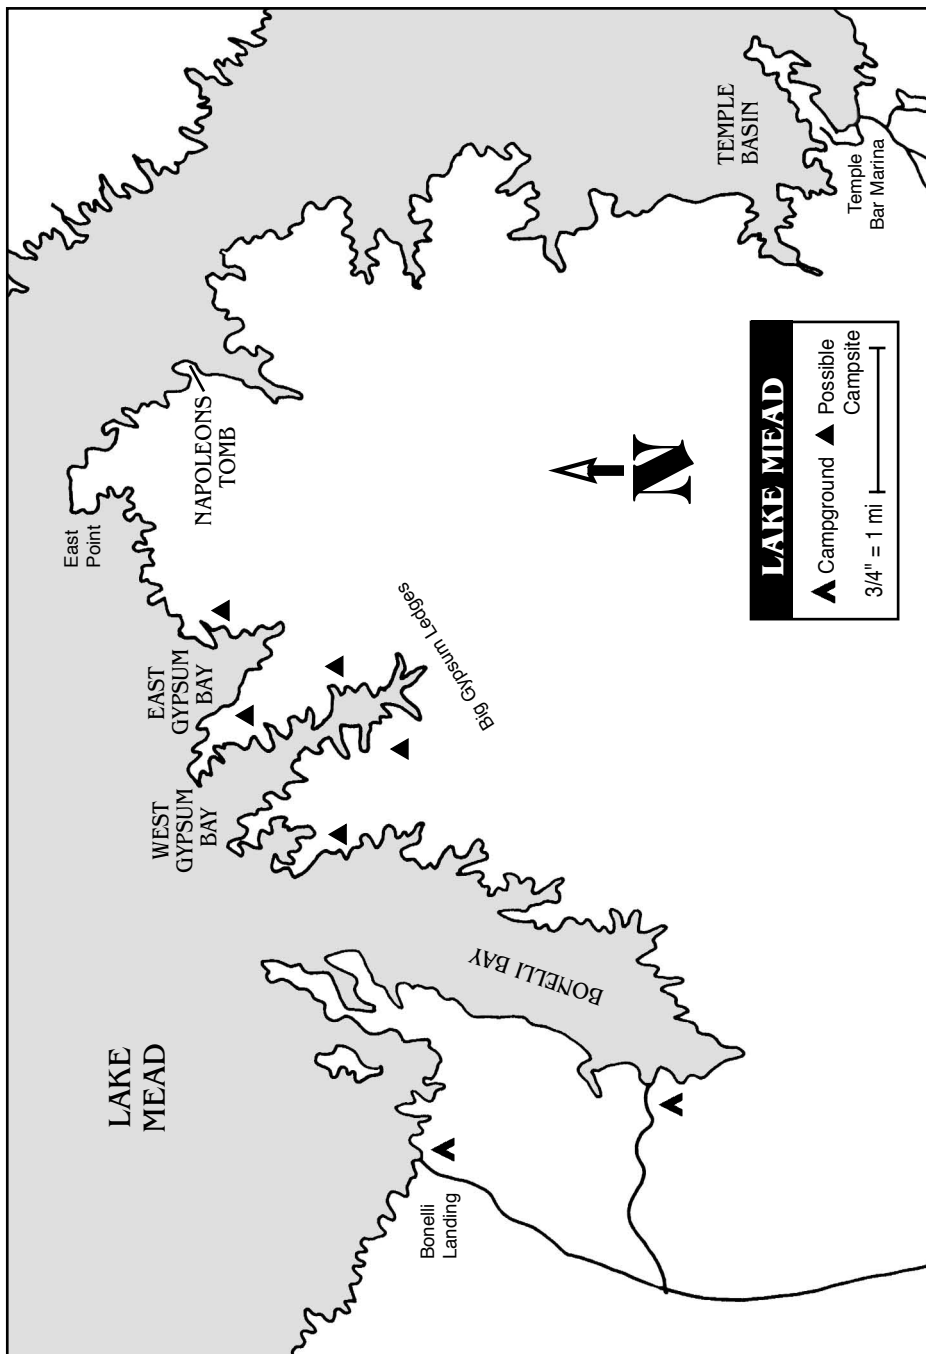 LAKE
MEAD
Bonelli
Landing
BONELLI BAY
WEST
GYPSUM
BAY
EAST
GYPSUM
BAY
Big Gypsum Ledges
East
Point
NAPOLEONS
TOMB
TEMPLE
BASIN
Temple
Bar Marina
N
LAKE MEAD
Campground
Possible
Campsite
3/4" = 1 mi